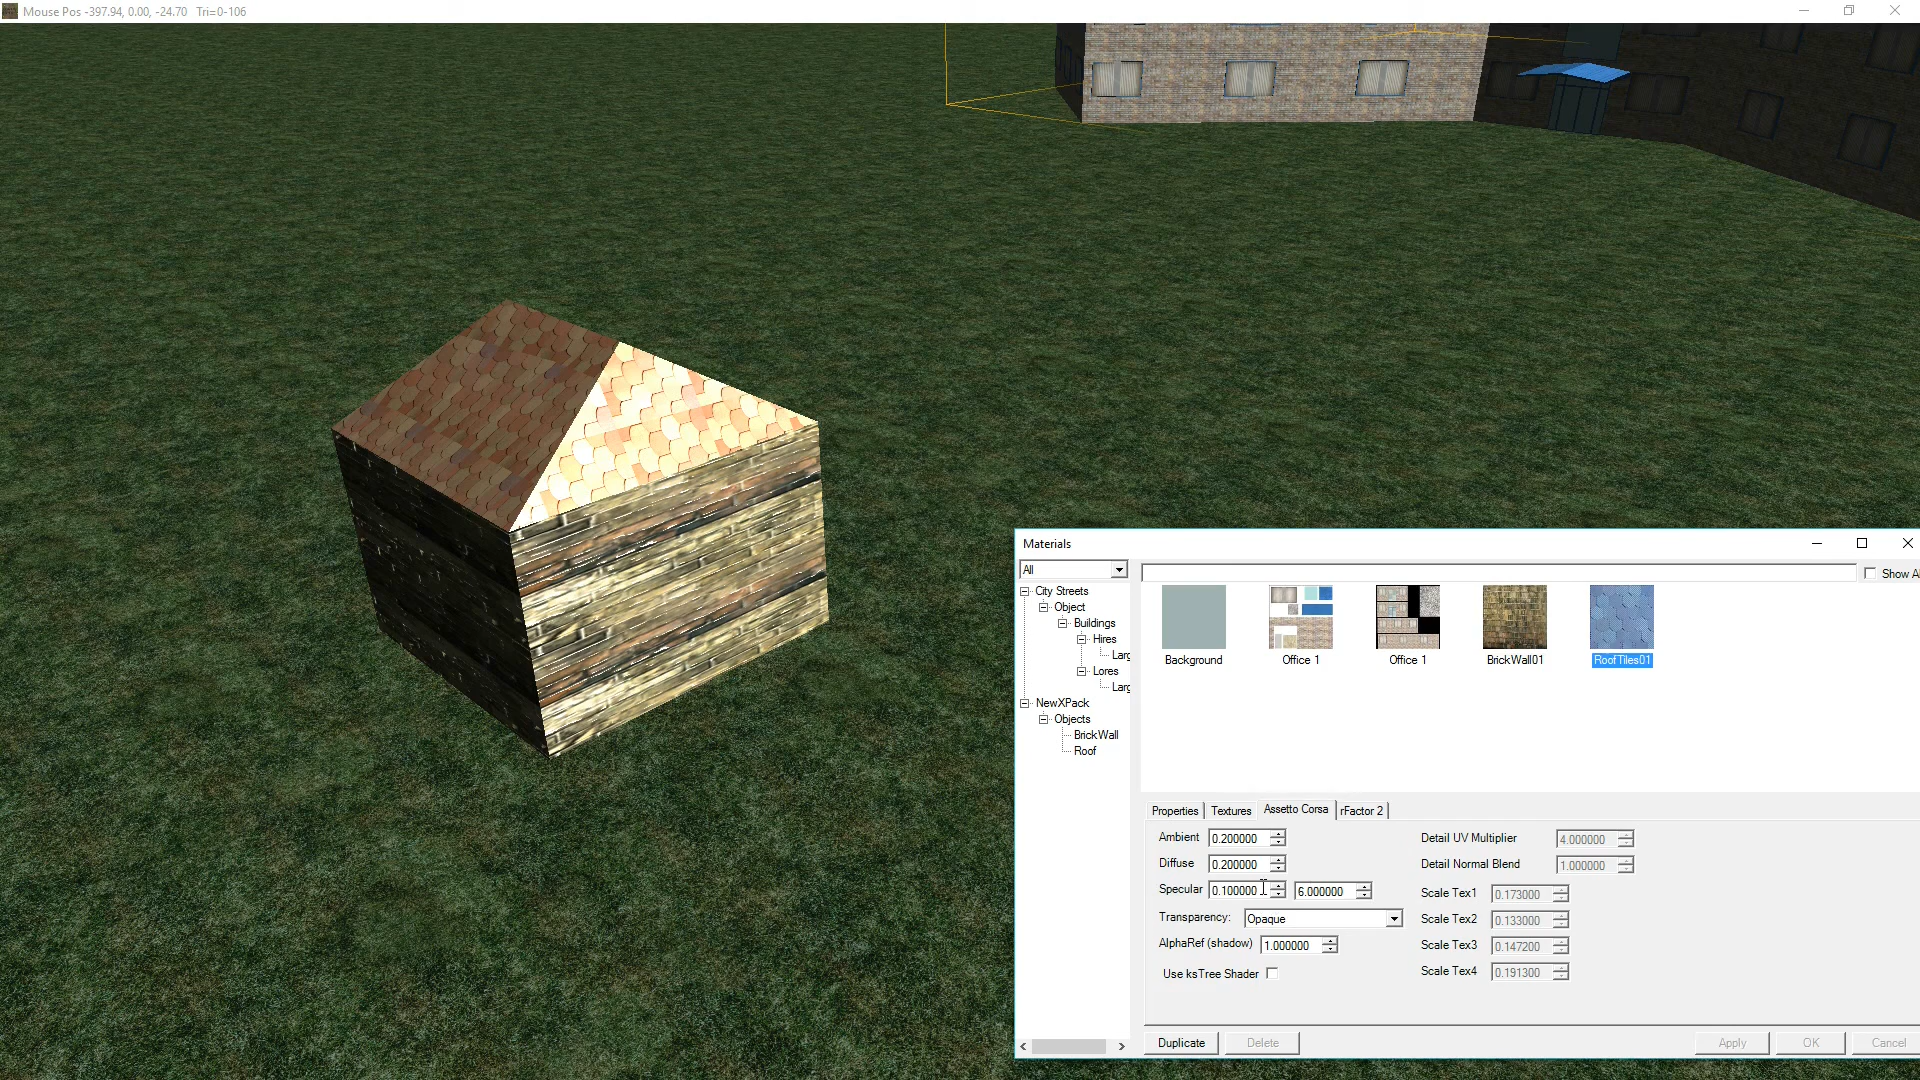 Mouse Pos -397.94, 0.00, -24.70 Tri=0-106
Materials
All
Show A
City Streets
Object
Buildings
Hires
Larg
Lores
Larg
NewXPack
Objects
BrickWall
Roof
Background
Office 1
Office 1
BrickWall01
RoofTiles01
Properties
Textures
Assetto Corsa
rFactor 2
Ambient 0.200000
Diffuse 0.200000
Specular 0.100000 6.000000
Transparency: Opaque
AlphaRef (shadow) 1.000000
Use ksTree Shader
Detail UV Multiplier 4.000000
Detail Normal Blend 1.000000
Scale Tex1 0.173000
Scale Tex2 0.133000
Scale Tex3 0.147200
Scale Tex4 0.191300
Duplicate
Delete
Apply
OK
Cancel